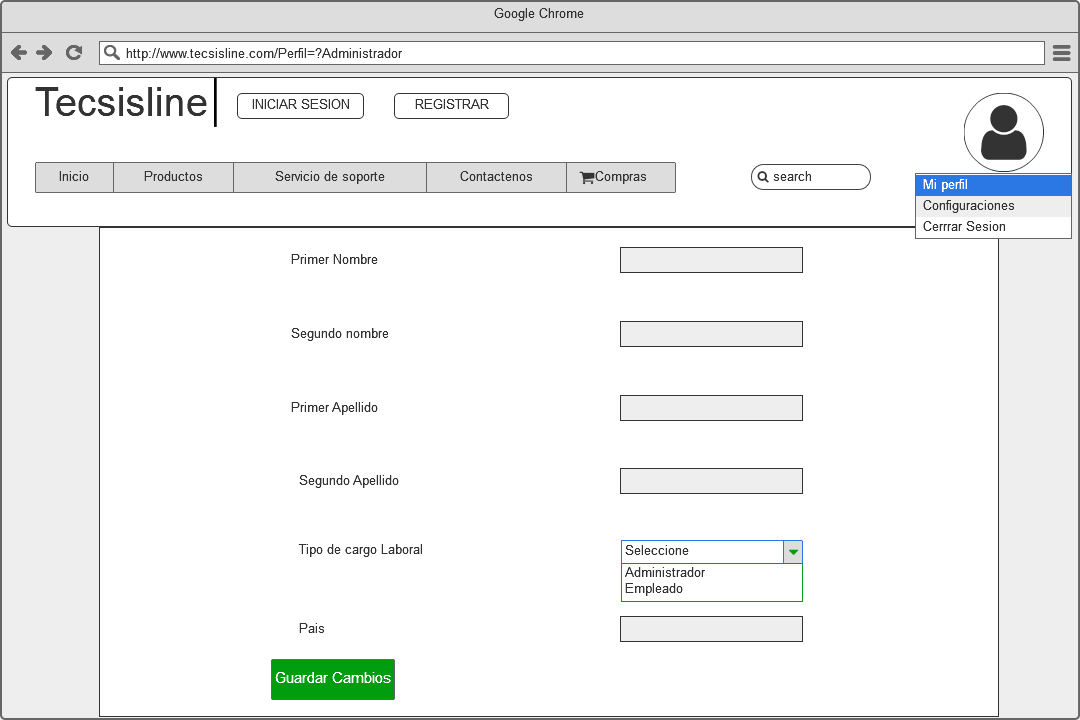 Google Chrome
http://www.tecsisline.com/Perfil=?Administrador
Tecsisline
INICIAR SESION
REGISTRAR
Inicio
Productos
Servicio de soporte
Contactenos
Compras
search
Mi perfil
Configuraciones
Cerrrar Sesion
Primer Nombre
Segundo nombre
Primer Apellido
Segundo Apellido
Tipo de cargo Laboral
Seleccione
Administrador
Empleado
Pais
Guardar Cambios